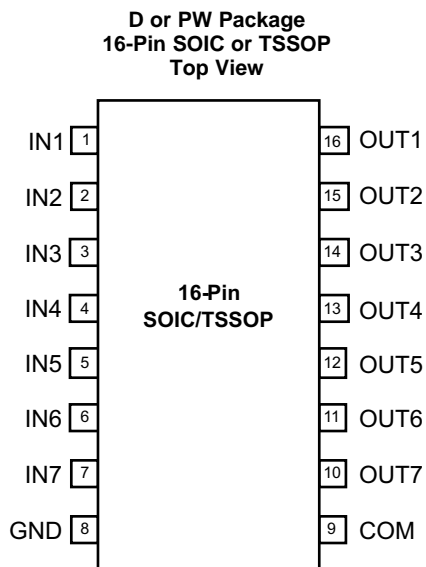 D or PW Package
16-Pin SOIC or TSSOP
Top View
IN1 1 16 OUT1
IN2 2 15 OUT2
IN3 3 14 OUT3
16-Pin
SOIC/TSSOP
IN4 4 13 OUT4
IN5 5 12 OUT5
IN6 6 11 OUT6
IN7 7 10 OUT7
GND 8 9 COM